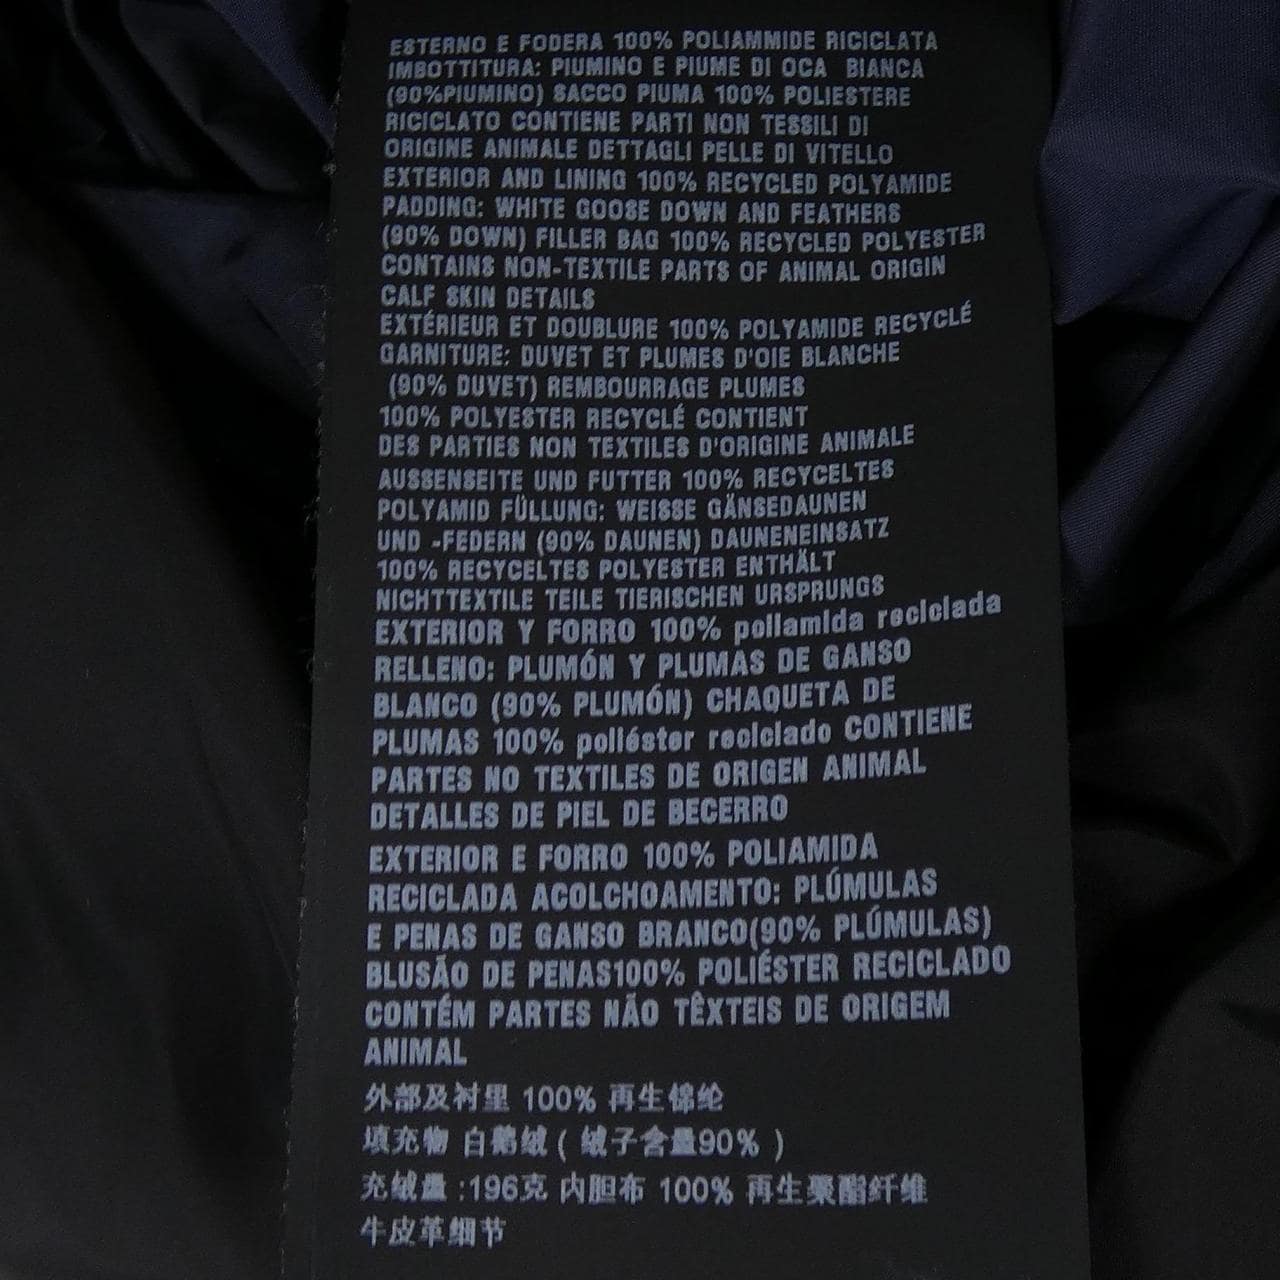 ESTERNO E FODERA 100% POLIAMMIDE RICICLATA
IMBOTTITURA: PIUMINO E PIUME DI OCA BIANCA
(90%PIUMINO) SACCO PIUMA 100% POLIESTERE
RICICLATO CONTIENE PARTI NON TESSILI DI
ORIGINE ANIMALE DETTAGLI PELLE DI VITELLO
EXTERIOR AND LINING 100% RECYCLED POLYAMIDE
PADDING: WHITE GOOSE DOWN AND FEATHERS
(90% DOWN) FILLER BAG 100% RECYCLED POLYESTER
CONTAINS NON-TEXTILE PARTS OF ANIMAL ORIGIN
CALF SKIN DETAILS
EXTÉRIEUR ET DOUBLURE 100% POLYAMIDE RECYCLÉ
GARNITURE: DUVET ET PLUMES D'OIE BLANCHE
(90% DUVET) REMBOURRAGE PLUMES
100% POLYESTER RECYCLÉ CONTIENT
DES PARTIES NON TEXTILES D'ORIGINE ANIMALE
AUSSENSEITE UND FUTTER 100% RECYCELTES
POLYAMID FÜLLUNG: WEISSE GÄNSEDAUNEN
UND -FEDERN (90% DAUNEN) DAUNENEINSATZ
100% RECYCELTES POLYESTER ENTHÄLT
NICHTTEXTILE TEILE TIERISCHEN URSPRUNGS
EXTERIOR Y FORRO 100% poliamida reciclada
RELLENO: PLUMÓN Y PLUMAS DE GANSO
BLANCO (90% PLUMÓN) CHAQUETA DE
PLUMAS 100% poliéster reciclado CONTIENE
PARTES NO TEXTILES DE ORIGEN ANIMAL
DETALLES DE PIEL DE BECERRO
EXTERIOR E FORRO 100% POLIAMIDA
RECICLADA ACOLCHOAMENTO: PLÚMULAS
E PENAS DE GANSO BRANCO(90% PLÚMULAS)
BLUSÃO DE PENAS100% POLIÉSTER RECICLADO
CONTÉM PARTES NÃO TÊXTEIS DE ORIGEM
ANIMAL
外部及衬里 100% 再生锦纶
填充物 白鹅绒 ( 绒子含量90% )
充绒量 :196克 内胆布 100% 再生聚酯纤维
牛皮革细节